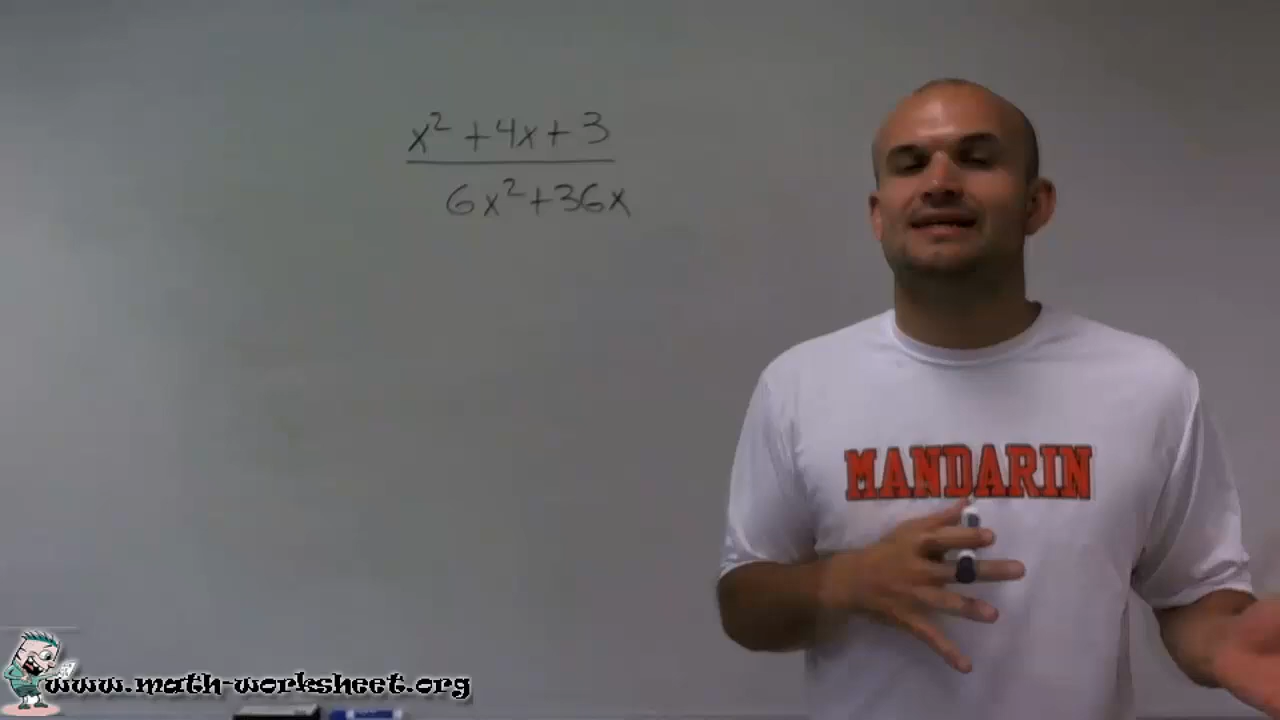 x² + 4x + 3
6x² + 36x
MANDARIN
www.math-worksheet.org